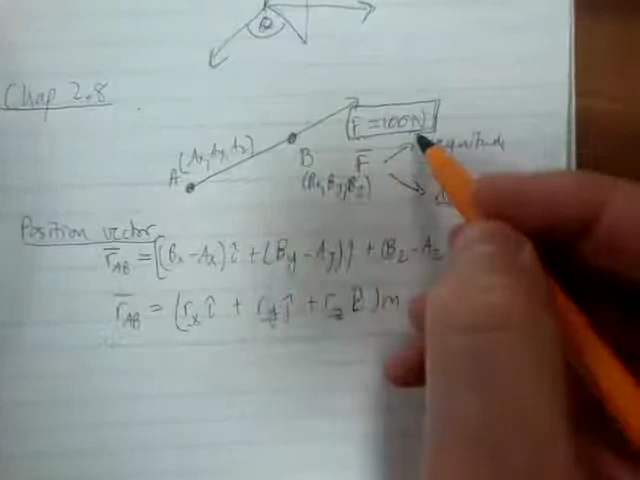 Chap 2.8
F = 100N
(Ax, Ay, Az)
A
B
F̅
(Bx, By, Bz)
Position vector
r̅AB = [(Bx - Ax) î + (By - Ay) ĵ + (Bz - Az
r̅AB = (rx î + ry ĵ + rz k̂) m